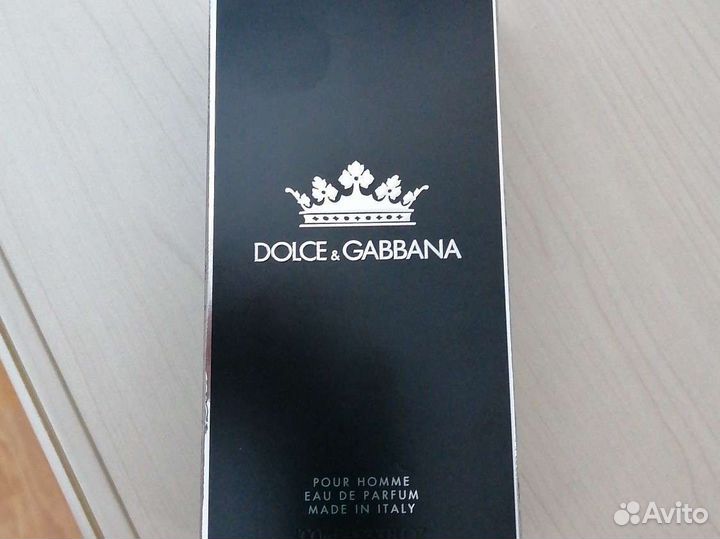 DOLCE & GABBANA
POUR HOMME
EAU DE PARFUM
MADE IN ITALY
Avito